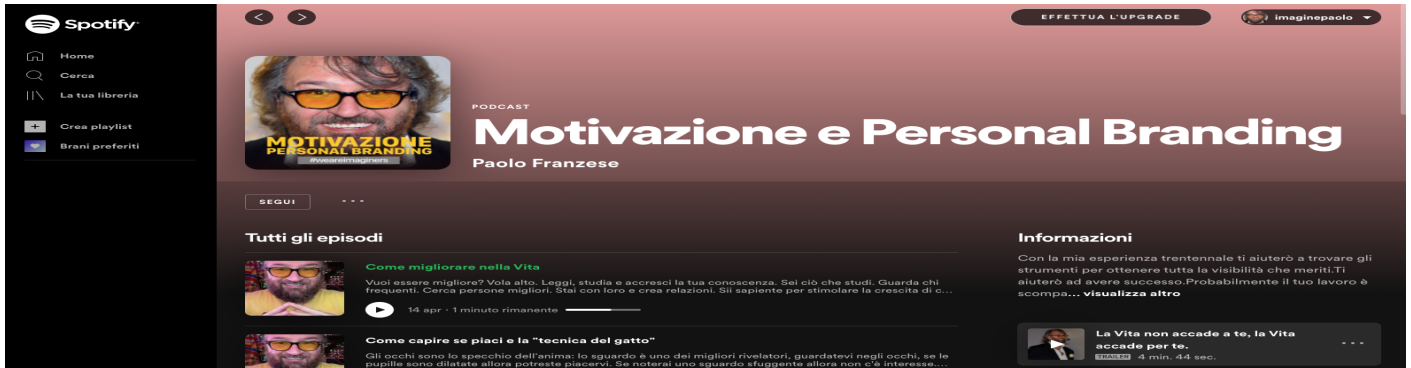 Spotify
Home
Cerca
La tua libreria
Crea playlist
Brani preferiti
EFFETTUA L'UPGRADE
imaginepaolo
MOTIVAZIONE
PERSONAL BRANDING
#weareimaginers
PODCAST
Motivazione e Personal Branding
Paolo Franzese
SEGUI
Tutti gli episodi
Come migliorare nella Vita
Vuoi essere migliore? Vola alto. Leggi, studia e accresci la tua conoscenza. Sei ciò che studi. Guarda chi
frequenti. Cerca persone migliori. Stai con loro e crea relazioni. Sii sapiente per stimolare la crescita di c...
14 apr · 1 minuto rimanente
Come capire se piaci e la "tecnica del gatto"
Gli occhi sono lo specchio dell'anima: lo sguardo è uno dei migliori rivelatori, guardatevi negli occhi, se le
pupille sono dilatate allora potreste piacervi. Se noterai uno sguardo sfuggente allora non c'è interesse....
Informazioni
Con la mia esperienza trentennale ti aiuterò a trovare gli
strumenti per ottenere tutta la visibilità che meriti.Ti
aiuterò ad avere successo.Probabilmente il tuo lavoro è
scompa... visualizza altro
La Vita non accade a te, la Vita
accade per te.
TRAILER 4 min. 44 sec.